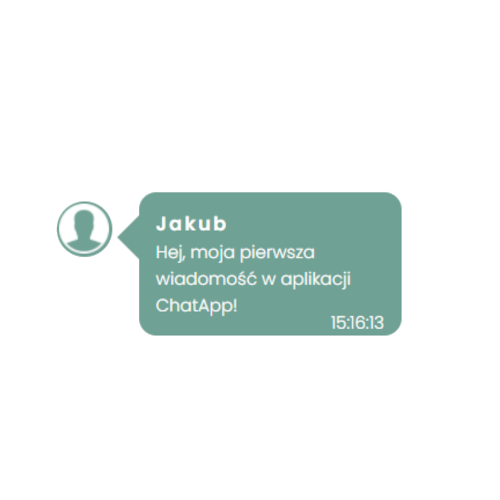 Jakub
Hej, moja pierwsza
wiadomość w aplikacji
ChatApp!
15:16:13